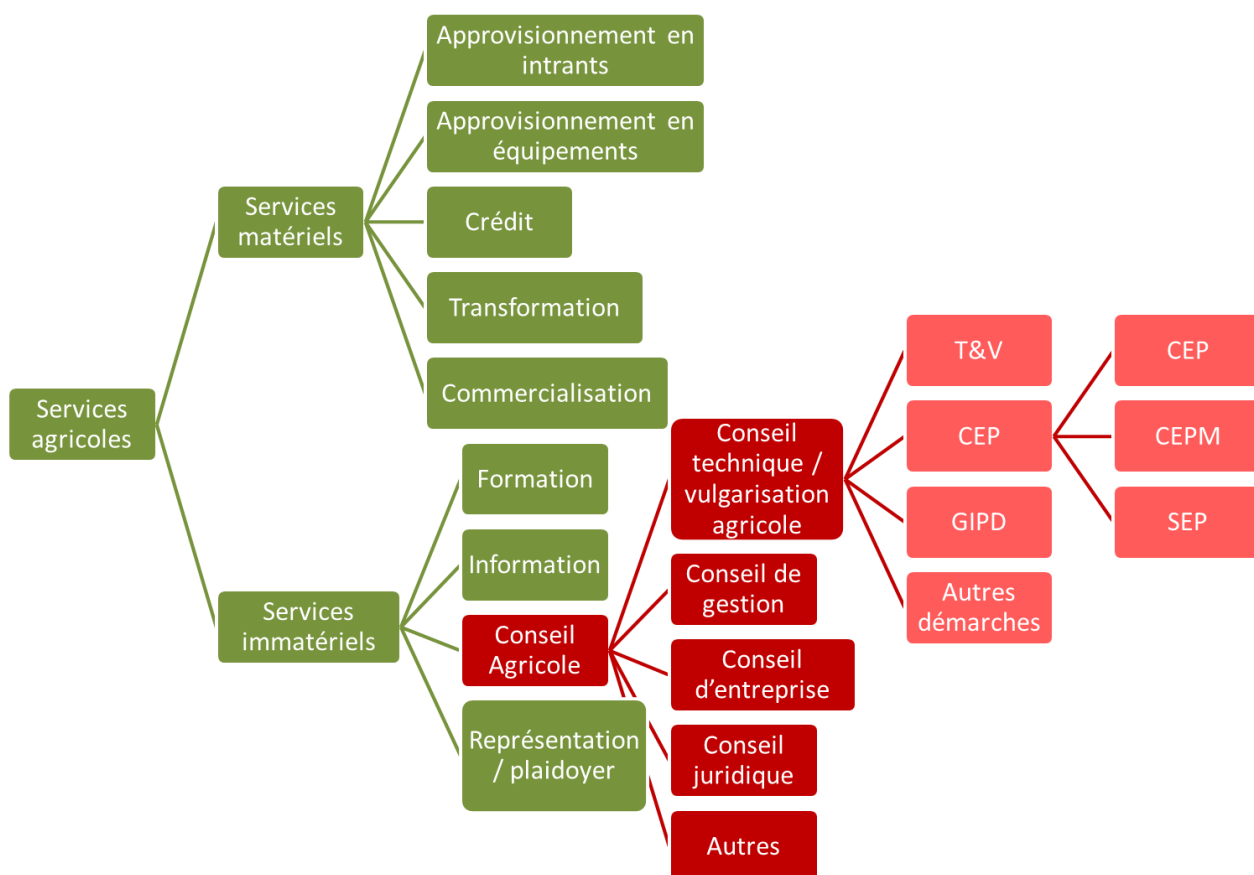 Approvisionnement en
intrants
Approvisionnement en
équipements
Services
matériels
Crédit
Transformation
Commercialisation
Services
agricoles
T&V
CEP
CEP
CEPM
GIPD
SEP
Autres
démarches
Conseil
technique /
vulgarisation
agricole
Formation
Information
Conseil de
gestion
Services
immatériels
Conseil
Agricole
Conseil
d’entreprise
Représentation
/ plaidoyer
Conseil
juridique
Autres